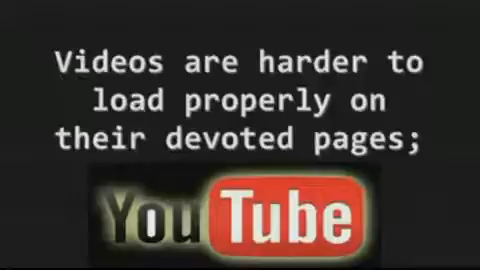 Videos are harder to
load properly on
their devoted pages;
YouTube